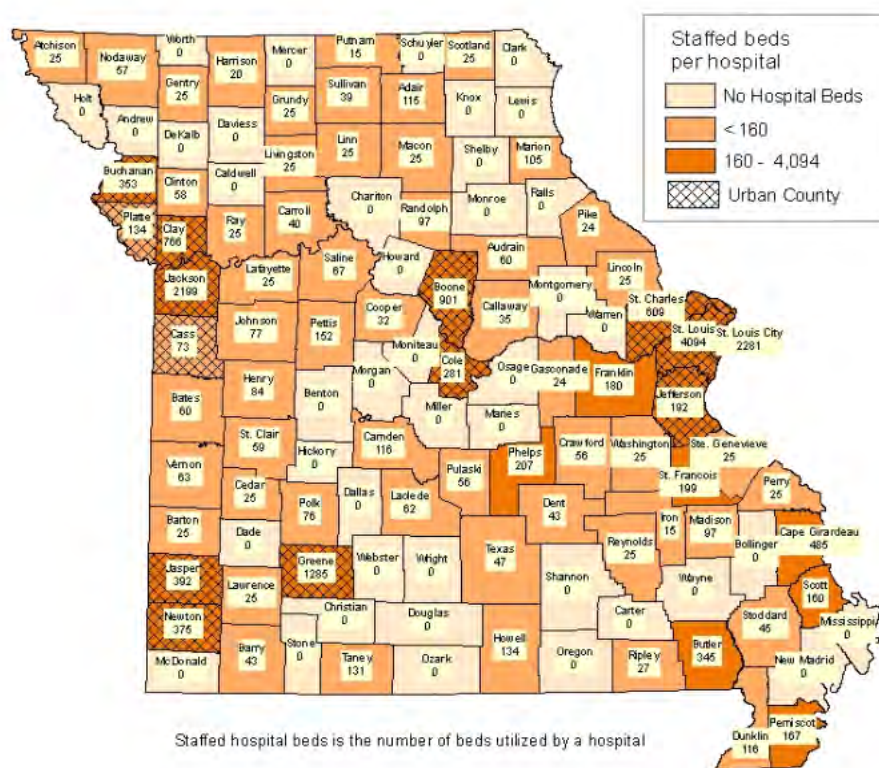 Staffed beds
per hospital
No Hospital Beds
< 160
160 - 4,094
Urban County
Atchison
25
Nodaway
57
Worth
0
Harrison
20
Mercer
0
Putnam
15
Schuyler
0
Scotland
25
Clark
0
Holt
0
Gentry
25
Andrew
0
DeKalb
0
Daviess
0
Grundy
25
Sullivan
39
Adair
115
Knox
0
Lewis
0
Buchanan
353
Clinton
58
Caldwell
0
Livingston
25
Linn
25
Macon
25
Shelby
0
Marion
105
Platte
134
Clay
766
Ray
25
Carroll
40
Chariton
0
Randolph
97
Monroe
0
Ralls
0
Pike
24
Jackson
2199
Lafayette
25
Saline
67
Howard
0
Boone
901
Audrain
60
Montgomery
0
Lincoln
25
Cass
73
Johnson
77
Pettis
152
Cooper
32
Moniteau
0
Callaway
35
Warren
0
St. Charles
609
St. Louis
4094
St. Louis City
2281
Bates
60
Henry
84
Benton
0
Morgan
0
Cole
281
Osage
0
Gasconade
24
Franklin
180
Jefferson
192
Miller
0
Maries
0
Vernon
63
St. Clair
59
Hickory
0
Camden
116
Pulaski
56
Phelps
207
Crawford
56
Washington
25
Ste. Genevieve
25
St. Francois
199
Perry
25
Barton
25
Cedar
25
Polk
76
Dallas
0
Laclede
62
Dent
43
Iron
15
Madison
97
Cape Girardeau
485
Dade
0
Jasper
392
Lawrence
25
Greene
1285
Webster
0
Wright
0
Texas
47
Reynolds
25
Bollinger
0
Shannon
0
Wayne
0
Scott
160
Newton
375
Christian
0
Douglas
0
Carter
0
Stoddard
45
Mississippi
0
McDonald
0
Barry
43
Stone
0
Taney
131
Ozark
0
Howell
134
Oregon
0
Ripley
27
Butler
345
New Madrid
0
Dunklin
116
Pemiscot
167
Staffed hospital beds is the number of beds utilized by a hospital